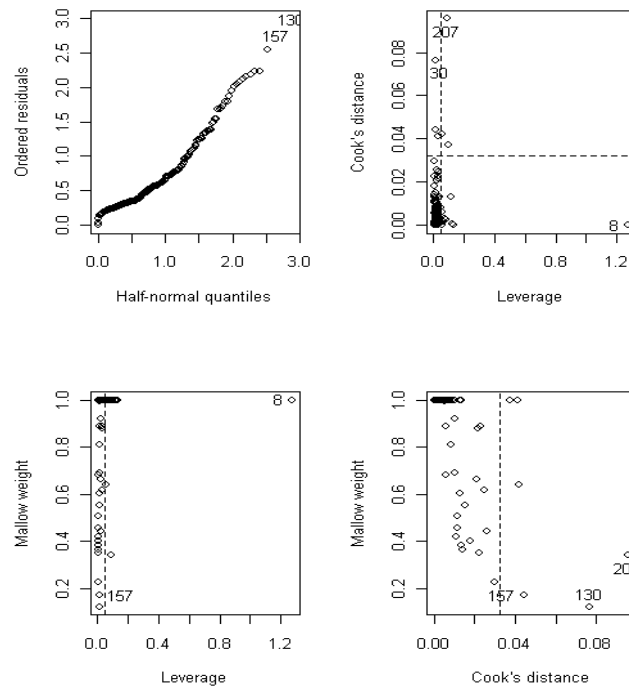 130
157
Ordered residuals
0.0 0.5 1.0 1.5 2.0 2.5 3.0
0.0 1.0 2.0 3.0
Half-normal quantiles
207
30
8
Cook's distance
0.00 0.02 0.04 0.06 0.08
0.0 0.4 0.8 1.2
Leverage
8
157
Mallow weight
0.2 0.4 0.6 0.8 1.0
0.0 0.4 0.8 1.2
Leverage
20
157
130
Mallow weight
0.2 0.4 0.6 0.8 1.0
0.00 0.04 0.08
Cook's distance